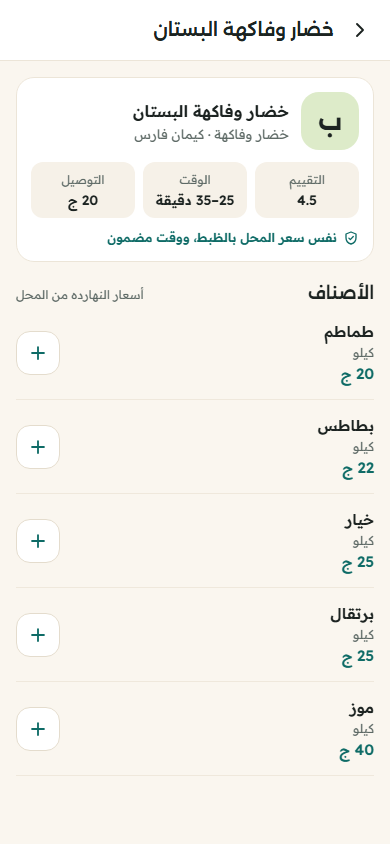 خضار وفاكهة البستان
ب
خضار وفاكهة البستان
خضار وفاكهة · كيمان فارس
التقييم
4.5
الوقت
25–35 دقيقة
التوصيل
20 ج
نفس سعر المحل بالظبط، ووقت مضمون
الأصناف
أسعار النهارده من المحل
طماطم
كيلو
20 ج
بطاطس
كيلو
22 ج
خيار
كيلو
25 ج
برتقال
كيلو
25 ج
موز
كيلو
40 ج